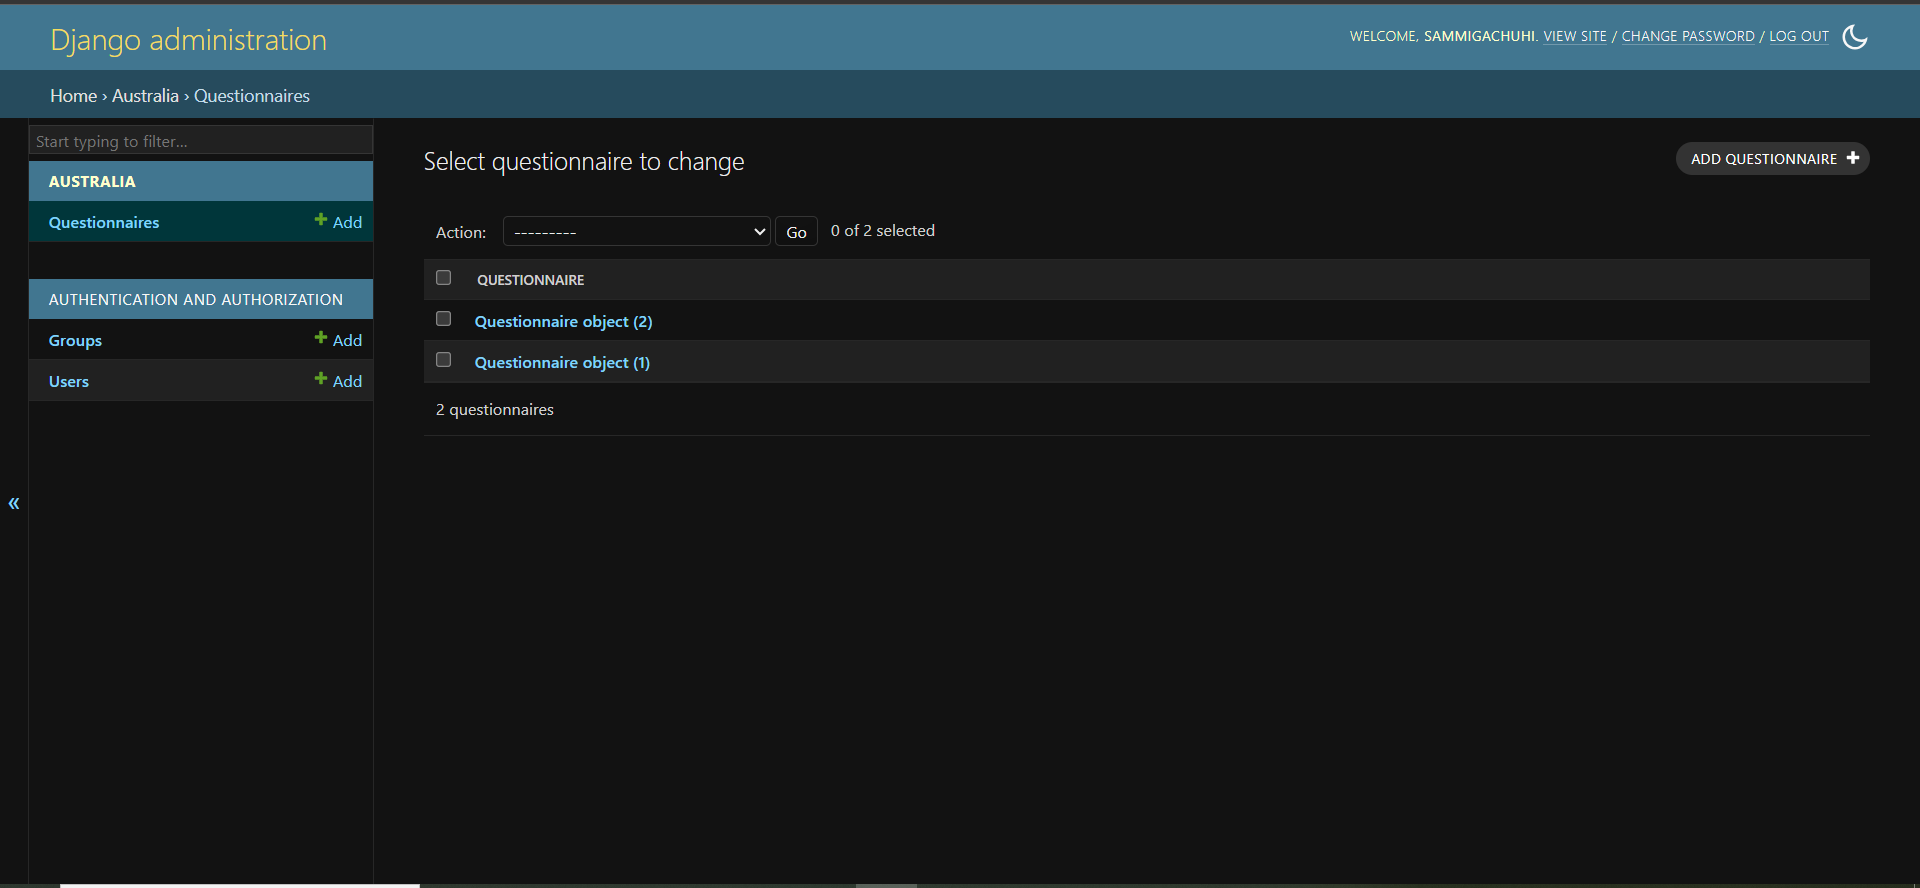 Django administration
WELCOME, SAMMIGACHUHI. VIEW SITE / CHANGE PASSWORD / LOG OUT
Home › Australia › Questionnaires
Start typing to filter...
AUSTRALIA
Questionnaires + Add
AUTHENTICATION AND AUTHORIZATION
Groups + Add
Users + Add
«
Select questionnaire to change
ADD QUESTIONNAIRE +
Action: --------- Go 0 of 2 selected
QUESTIONNAIRE
Questionnaire object (2)
Questionnaire object (1)
2 questionnaires